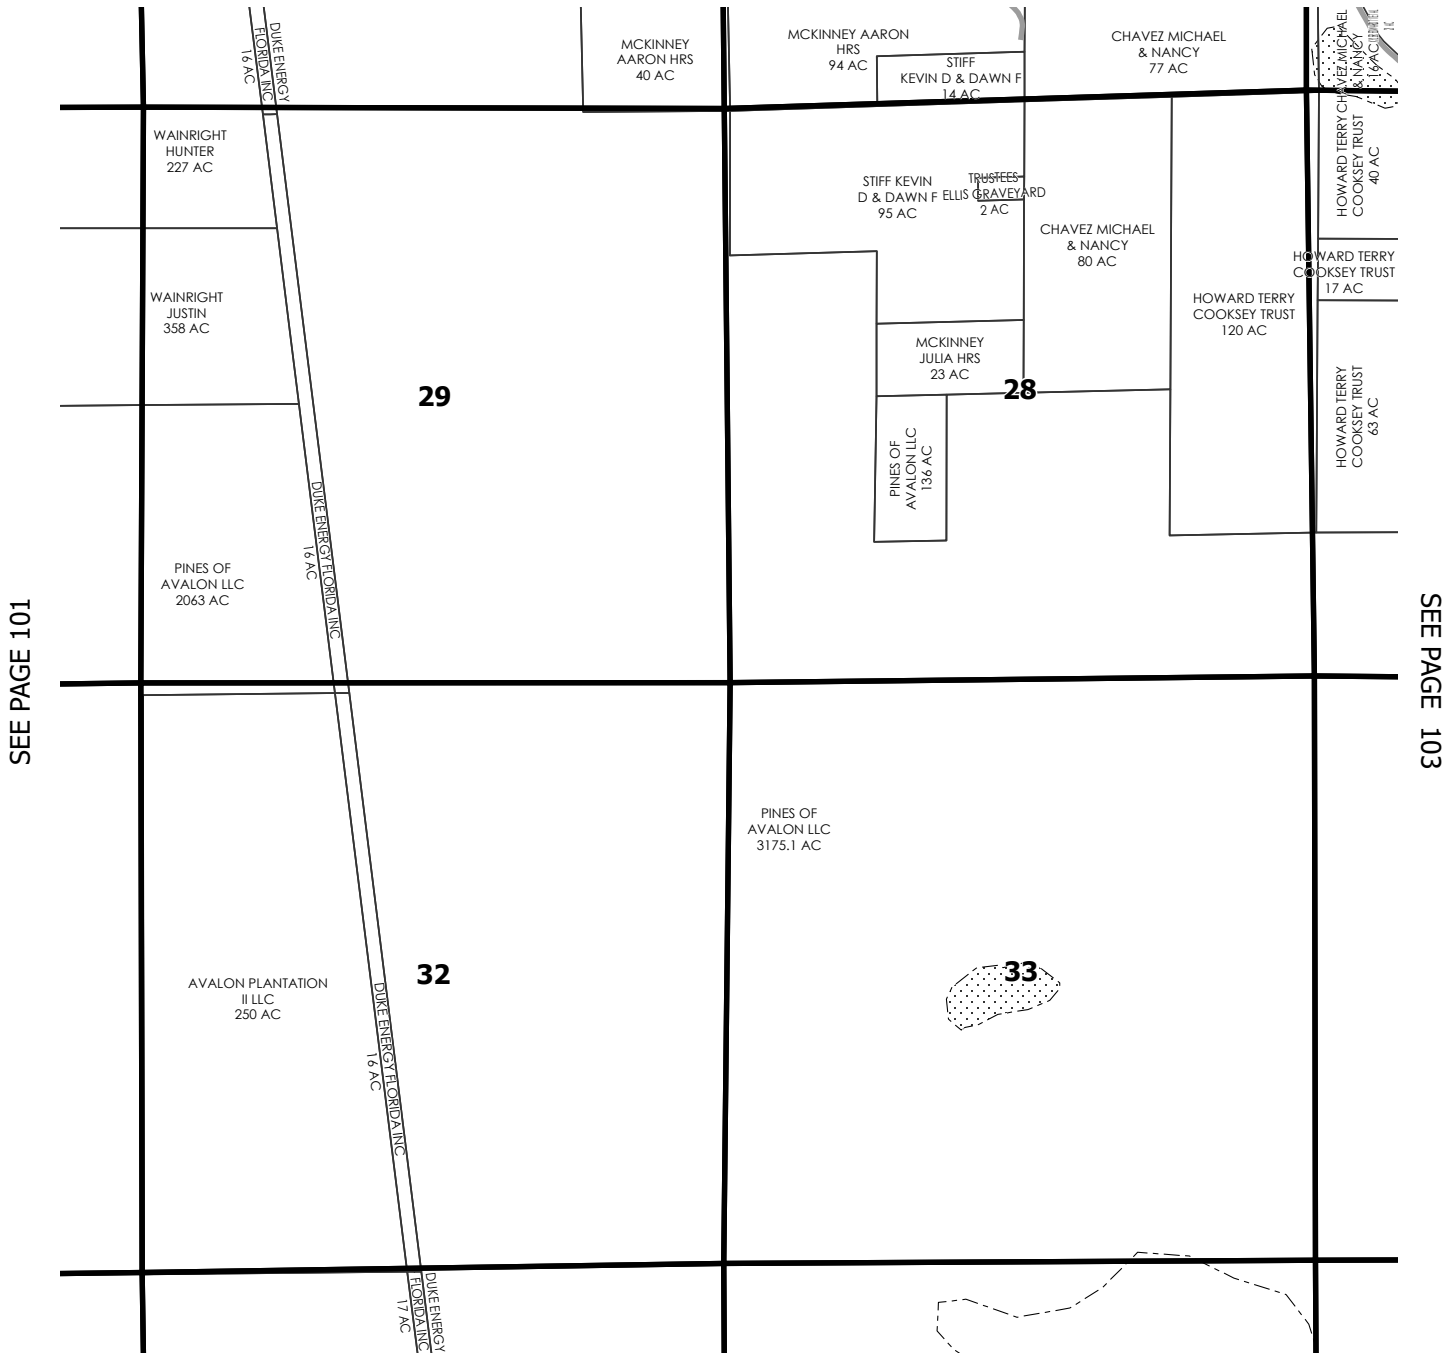 DUKE ENERGY
FLORIDA INC
16 AC
MCKINNEY
AARON HRS
40 AC
MCKINNEY AARON
HRS
94 AC
STIFF
KEVIN D & DAWN F
14 AC
CHAVEZ MICHAEL
& NANCY
77 AC
CHAVEZ MICHAEL
& NANCY
16 AC
WAINRIGHT
HUNTER
227 AC
STIFF KEVIN
D & DAWN F
95 AC
TRUSTEES
ELLIS GRAVEYARD
2 AC
CHAVEZ MICHAEL
& NANCY
80 AC
HOWARD TERRY
COOKSEY TRUST
40 AC
HOWARD TERRY
COOKSEY TRUST
17 AC
HOWARD TERRY
COOKSEY TRUST
120 AC
WAINRIGHT
JUSTIN
358 AC
MCKINNEY
JULIA HRS
23 AC
29
28
HOWARD TERRY
COOKSEY TRUST
63 AC
PINES OF
AVALON LLC
136 AC
DUKE ENERGY FLORIDA INC
16 AC
PINES OF
AVALON LLC
2063 AC
SEE PAGE 101
SEE PAGE 103
PINES OF
AVALON LLC
3175.1 AC
32
33
AVALON PLANTATION
II LLC
250 AC
DUKE ENERGY FLORIDA INC
16 AC
DUKE ENERGY
FLORIDA INC
17 AC